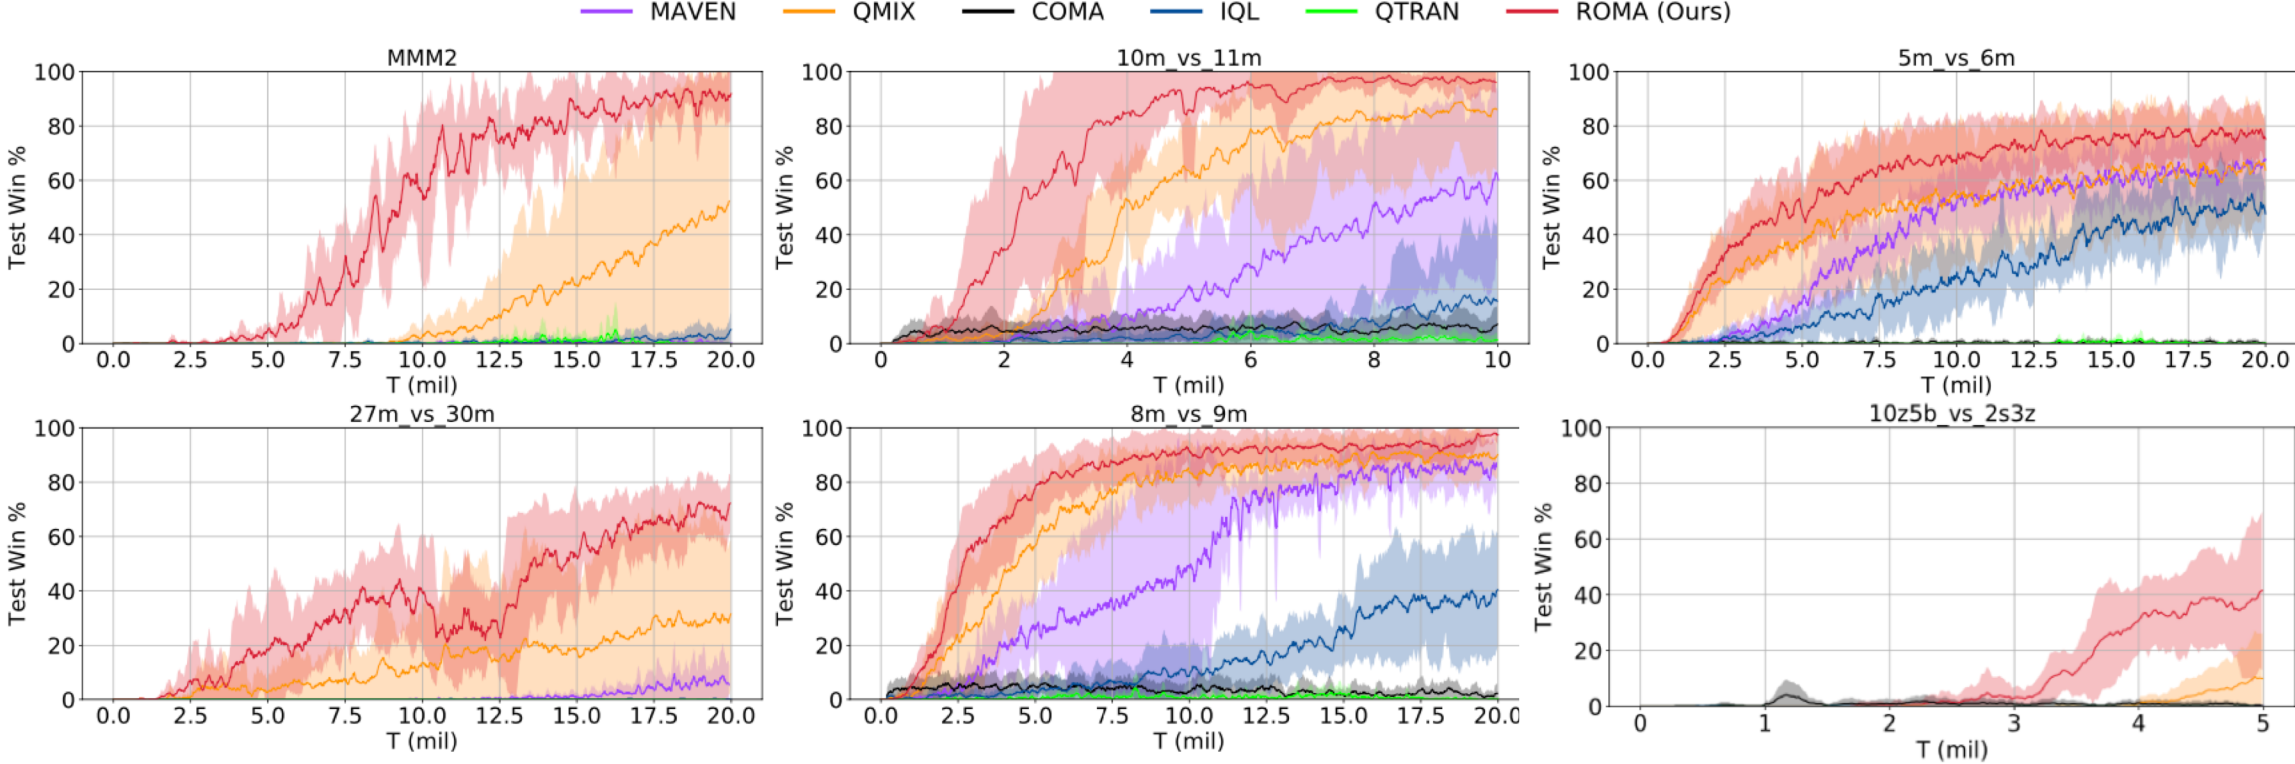 MAVEN QMIX COMA IQL QTRAN ROMA (Ours)
MMM2
100
80
60
40
20
0
Test Win %
0.0 2.5 5.0 7.5 10.0 12.5 15.0 17.5 20.0
T (mil)
10m_vs_11m
100
80
60
40
20
0
Test Win %
0 2 4 6 8 10
T (mil)
5m_vs_6m
100
80
60
40
20
0
Test Win %
0.0 2.5 5.0 7.5 10.0 12.5 15.0 17.5 20.0
T (mil)
27m_vs_30m
100
80
60
40
20
0
Test Win %
0.0 2.5 5.0 7.5 10.0 12.5 15.0 17.5 20.0
T (mil)
8m_vs_9m
100
80
60
40
20
0
Test Win %
0.0 2.5 5.0 7.5 10.0 12.5 15.0 17.5 20.0
T (mil)
10z5b_vs_2s3z
100
80
60
40
20
0
Test Win %
0 1 2 3 4 5
T (mil)